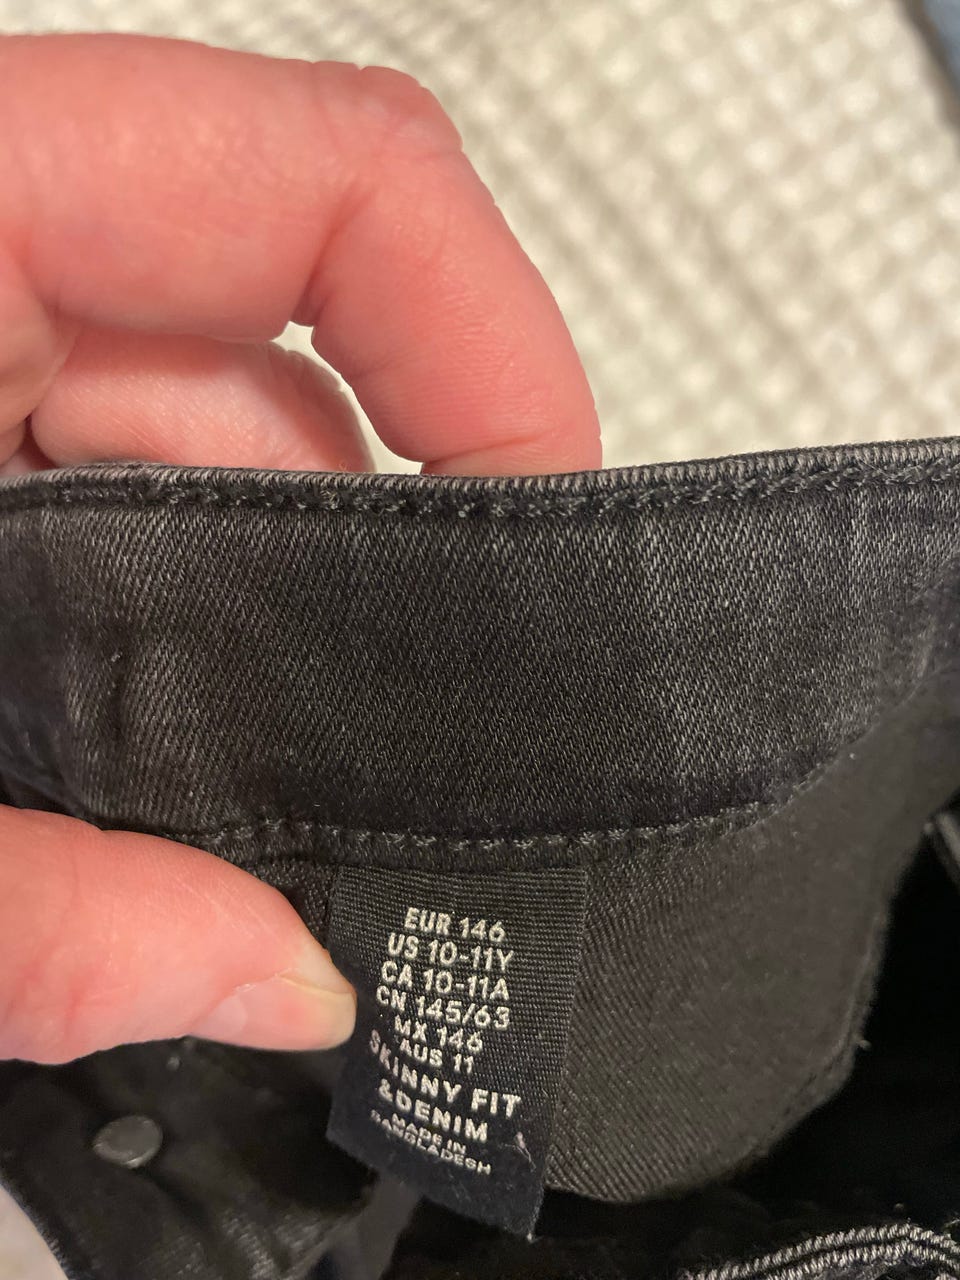 EUR 146
US 10-11Y
CA 10-11A
CN 145/63
MX 146
AUS 11
SKINNY FIT
&DENIM
MADE IN
BANGLADESH